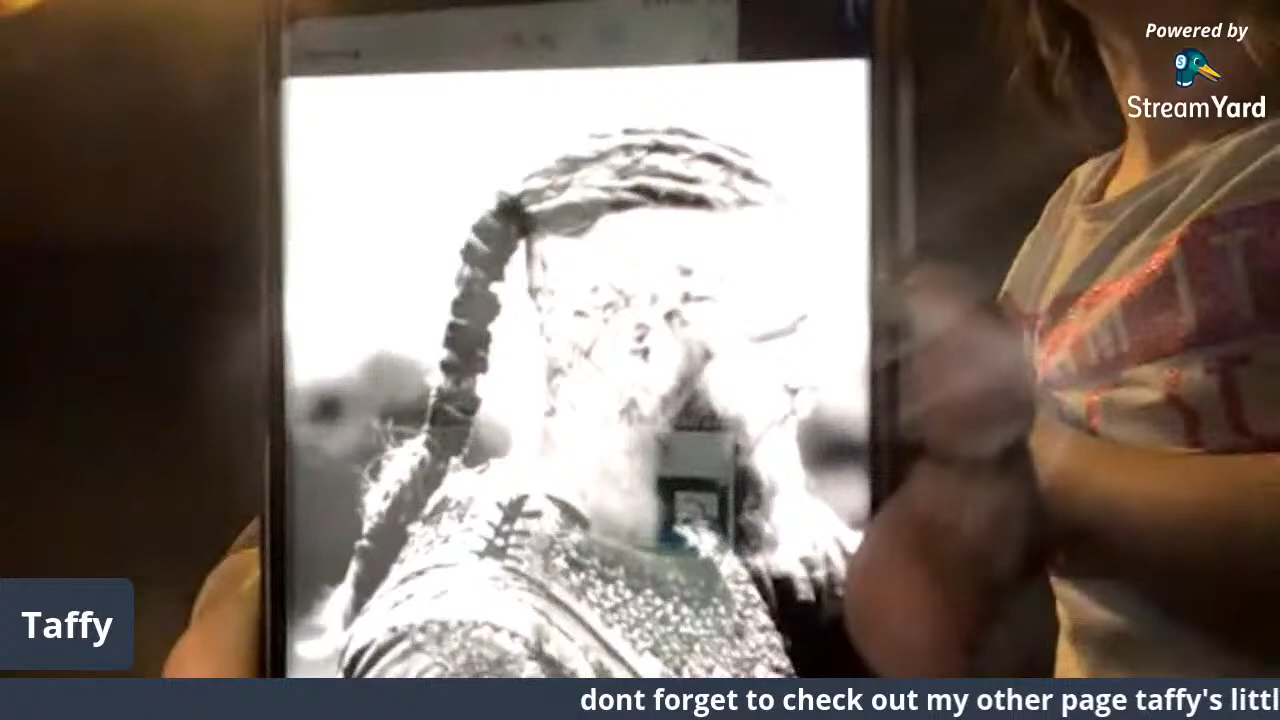 Powered by
StreamYard
Taffy
dont forget to check out my other page taffy's littl